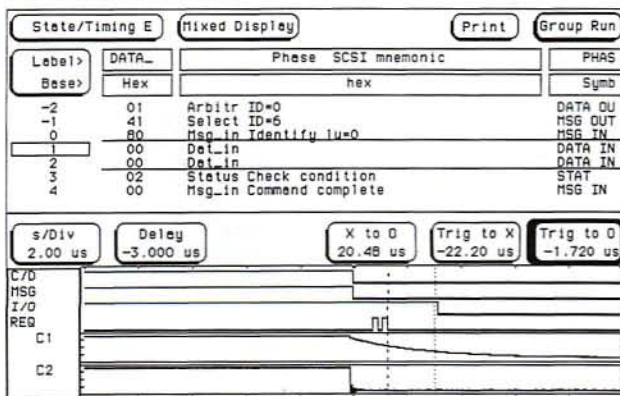 State/Timing E Mixed Display Print Group Run
Label> DATA_ Phase SCSI mnemonic PHAS
Base> Hex hex Symb
-2 01 Arbitr ID=0 DATA OU
-1 41 Select ID=6 MSG OUT
0 80 Msg_in Identify lu=0 MSG IN
1 00 Dat_in DATA IN
2 00 Dat_in DATA IN
3 02 Status Check condition STAT
4 00 Msg_in Command complete MSG IN
s/Div Delay X to O Trig to X Trig to O
2.00 us -3.000 us 20.48 us -22.20 us -1.720 us
C/D
MSG
I/O
REQ
C1
C2